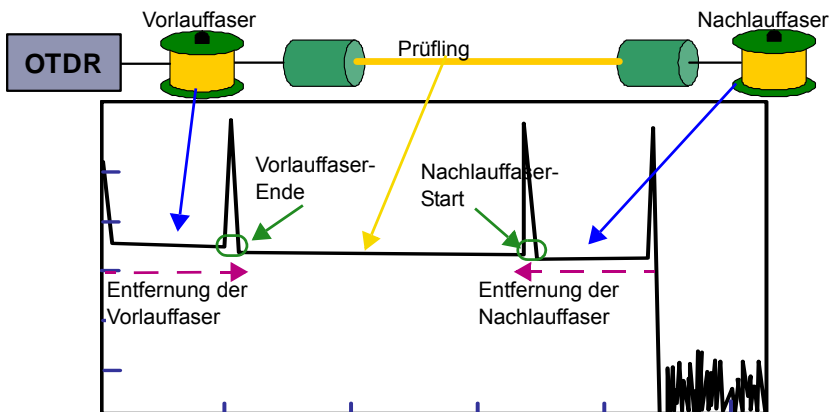 Vorlauffaser
Nachlauffaser
OTDR
Prüfling
Vorlauffaser-
Ende
Nachlauffaser-
Start
Entfernung der
Vorlauffaser
Entfernung der
Nachlauffaser